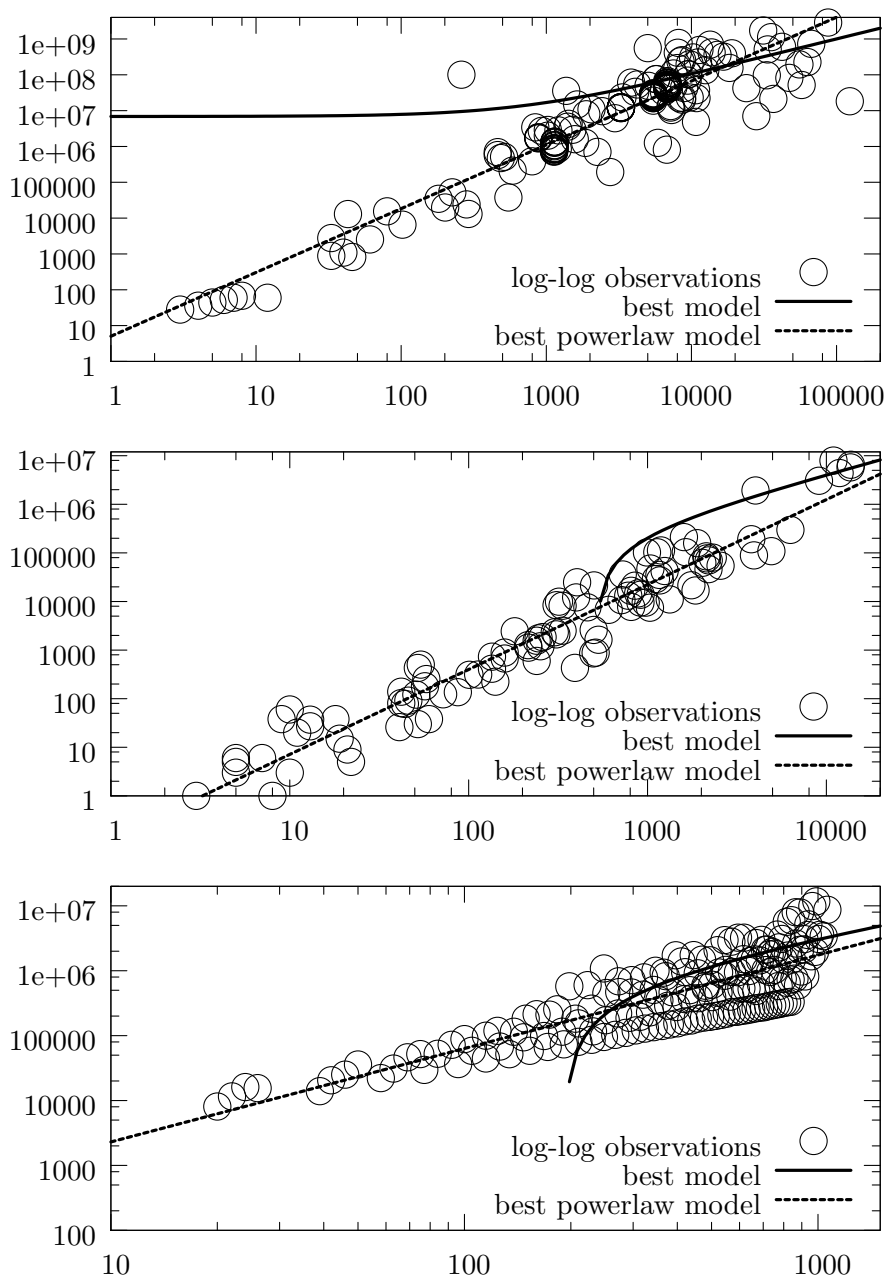 1e+09
1e+08
1e+07
1e+06
100000
10000
1000
100
10
1
log-log observations
best model
best powerlaw model
1 10 100 1000 10000 100000
1e+07
1e+06
100000
10000
1000
100
10
1
log-log observations
best model
best powerlaw model
1 10 100 1000 10000
1e+07
1e+06
100000
10000
1000
100
log-log observations
best model
best powerlaw model
10 100 1000